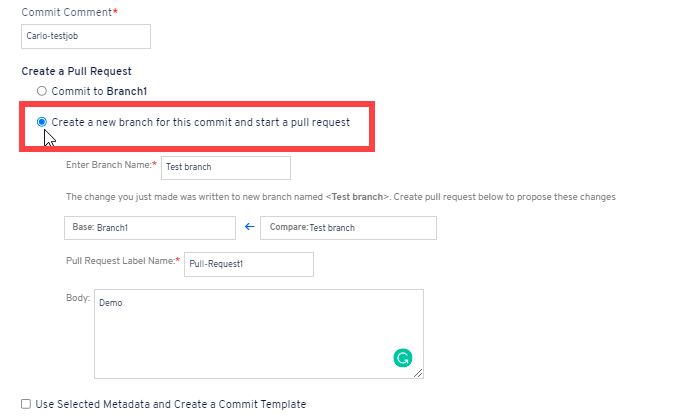 Commit Comment*
Carlo-testjob
Create a Pull Request
Commit to Branch1
Create a new branch for this commit and start a pull request
Enter Branch Name:* Test branch
The change you just made was written to new branch named <Test branch>. Create pull request below to propose these changes
Base: Branch1 Compare: Test branch
Pull Request Label Name:* Pull-Request1
Body: Demo
Use Selected Metadata and Create a Commit Template